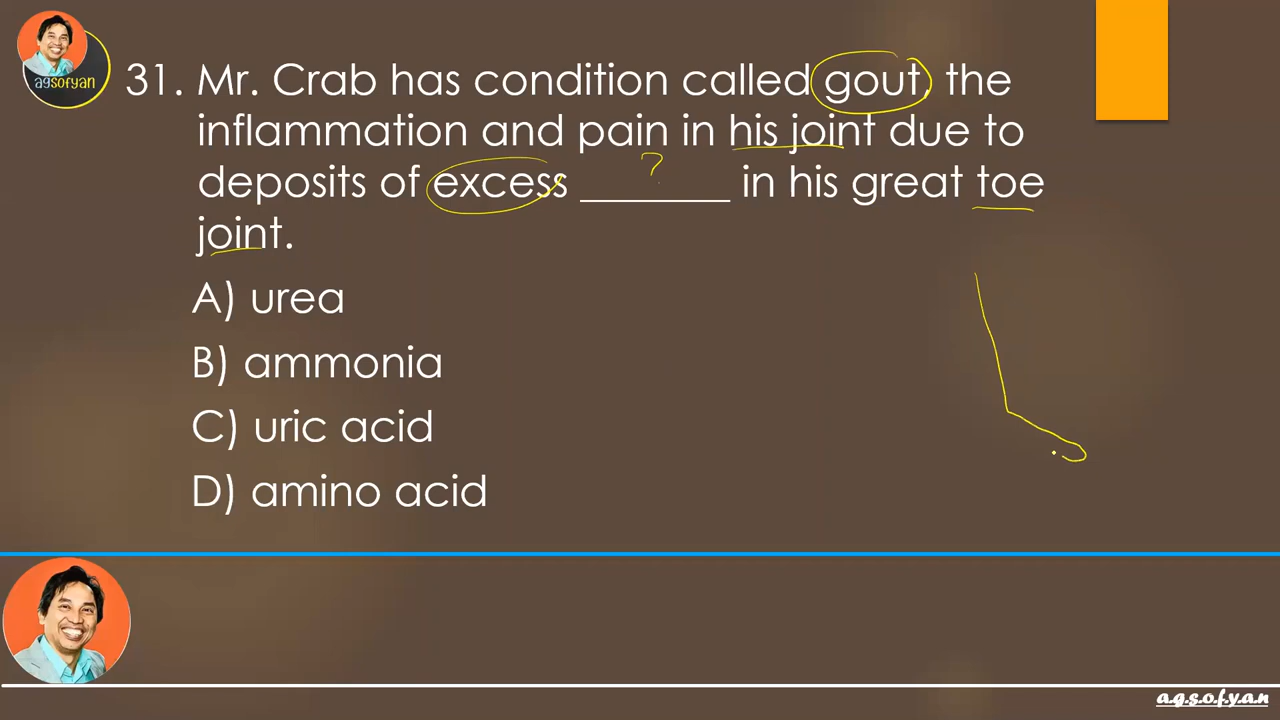 agsofyan
31. Mr. Crab has condition called gout, the
inflammation and pain in his joint due to
?
deposits of excess _______ in his great toe
joint.
A) urea
B) ammonia
C) uric acid
D) amino acid
a.g.s.o.f.y.a.n